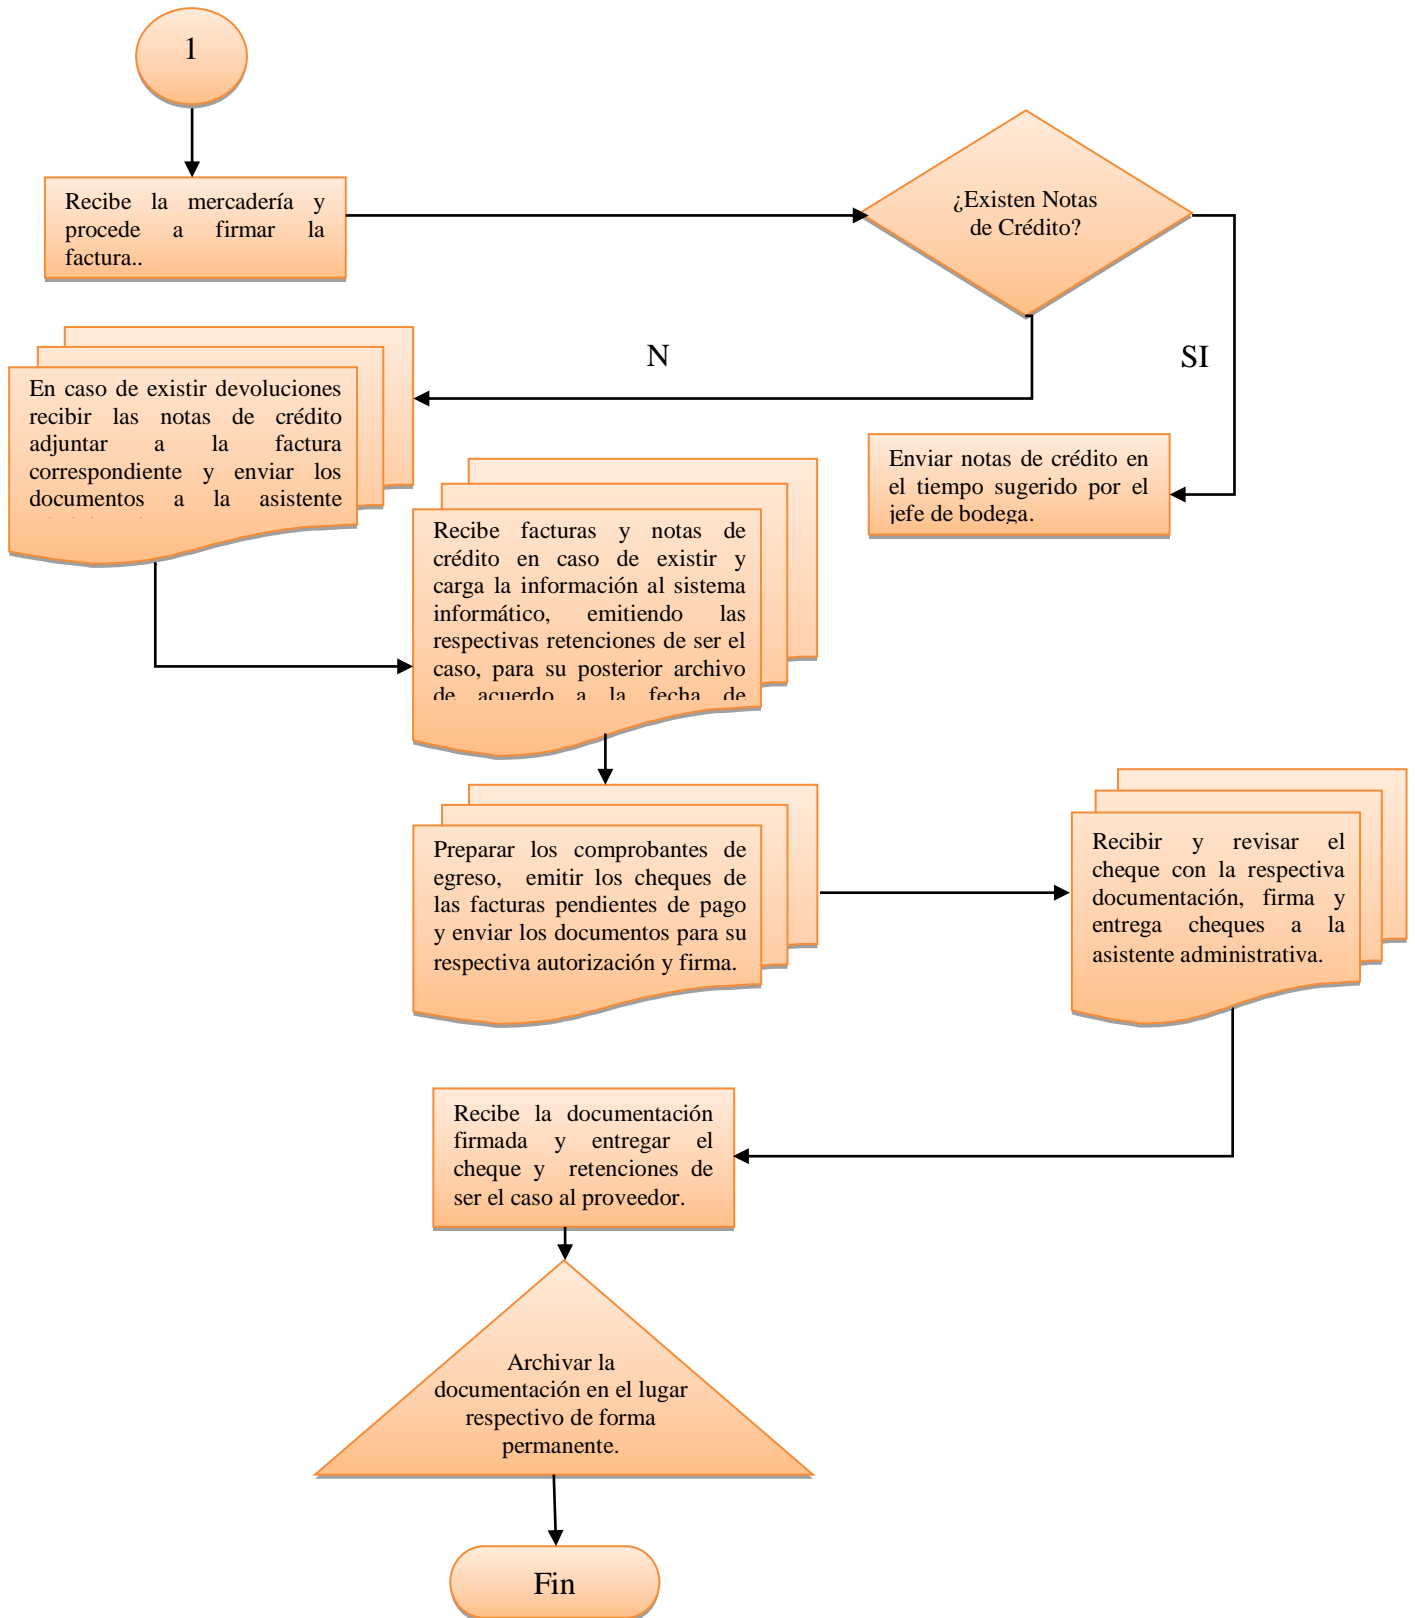 1
Recibe la mercadería y
procede a firmar la
factura..
¿Existen Notas
de Crédito?
N
SI
En caso de existir devoluciones
recibir las notas de crédito
adjuntar a la factura
correspondiente y enviar los
documentos a la asistente
Enviar notas de crédito en
el tiempo sugerido por el
jefe de bodega.
Recibe facturas y notas de
crédito en caso de existir y
carga la información al sistema
informático, emitiendo las
respectivas retenciones de ser el
caso, para su posterior archivo
de acuerdo a la fecha de
Preparar los comprobantes de
egreso, emitir los cheques de
las facturas pendientes de pago
y enviar los documentos para su
respectiva autorización y firma.
Recibir y revisar el
cheque con la respectiva
documentación, firma y
entrega cheques a la
asistente administrativa.
Recibe la documentación
firmada y entregar el
cheque y retenciones de
ser el caso al proveedor.
Archivar la
documentación en el lugar
respectivo de forma
permanente.
Fin